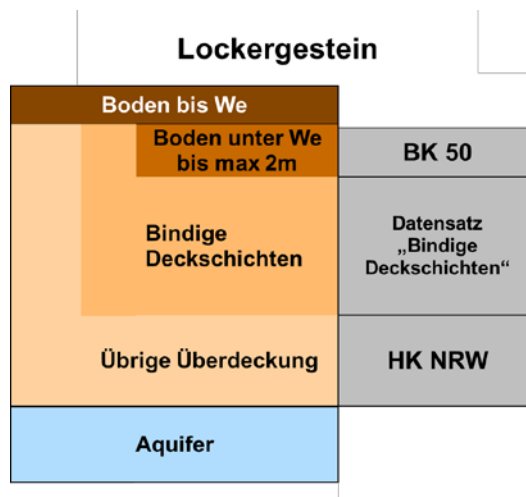 Lockergestein
Boden bis We
Boden unter We
bis max 2m
BK 50
Bindige
Deckschichten
Datensatz
„Bindige
Deckschichten“
Übrige Überdeckung
HK NRW
Aquifer